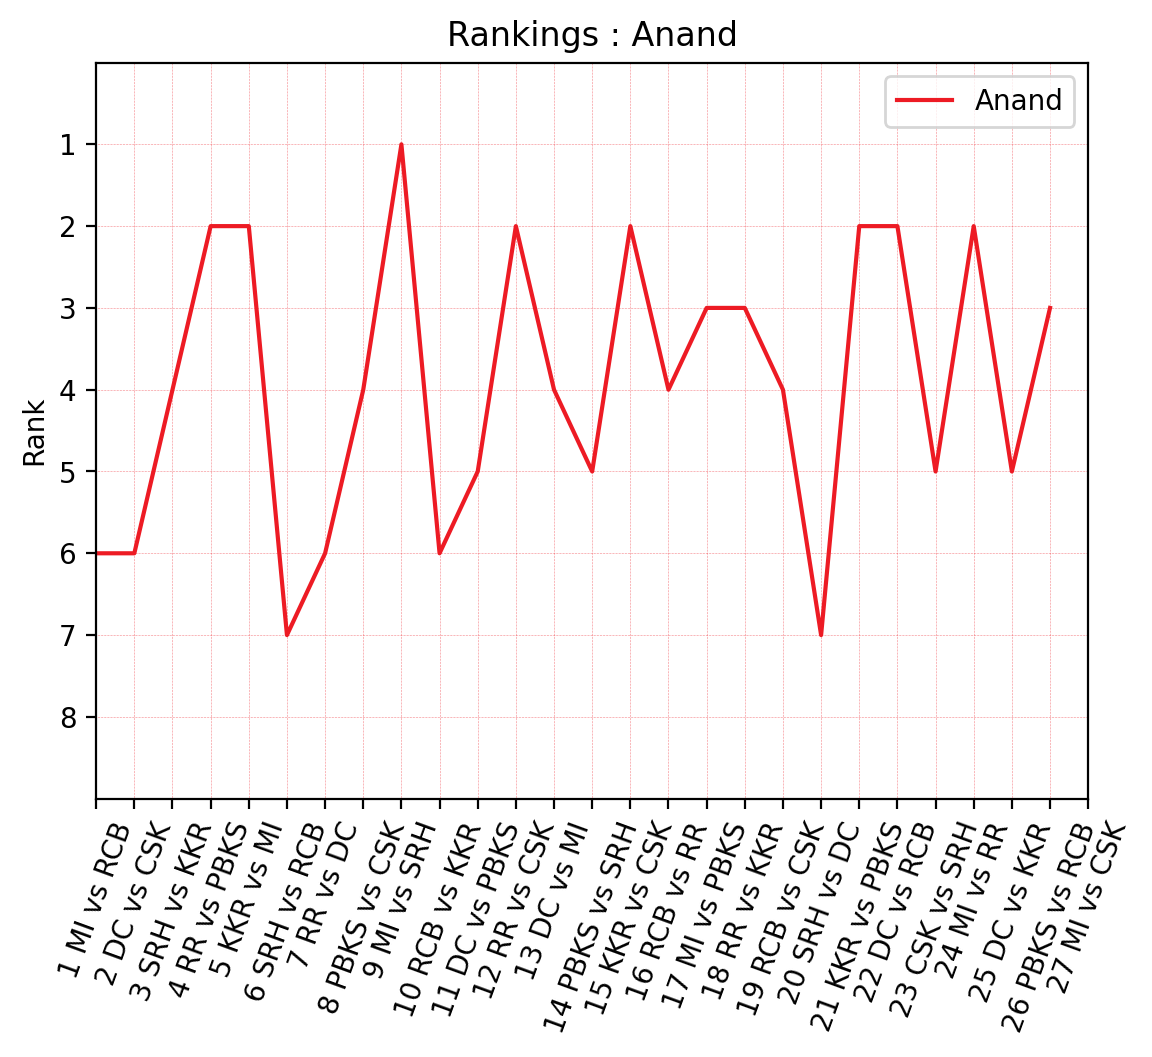 Rankings : Anand
Anand
Rank
1
2
3
4
5
6
7
8
1 MI vs RCB
2 DC vs CSK
3 SRH vs KKR
4 RR vs PBKS
5 KKR vs MI
6 SRH vs RCB
7 RR vs DC
8 PBKS vs CSK
9 MI vs SRH
10 RCB vs KKR
11 DC vs PBKS
12 RR vs CSK
13 DC vs MI
14 PBKS vs SRH
15 KKR vs CSK
16 RCB vs RR
17 MI vs PBKS
18 RR vs KKR
19 RCB vs CSK
20 SRH vs DC
21 KKR vs PBKS
22 DC vs RCB
23 CSK vs SRH
24 MI vs RR
25 DC vs KKR
26 PBKS vs RCB
27 MI vs CSK